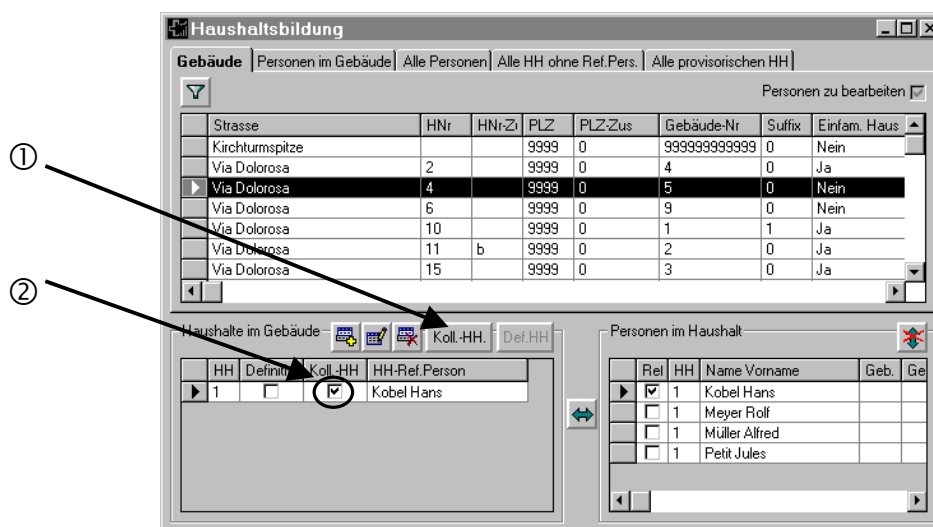 Haushaltsbildung
Gebäude Personen im Gebäude Alle Personen Alle HH ohne Ref.Pers. Alle provisorischen HH
Personen zu bearbeiten
Strasse HNr HNr-Zu PLZ PLZ-Zus Gebäude-Nr Suffix Einfam. Haus
Kirchturmspitze 9999 0 999999999999 0 Nein
Via Dolorosa 2 9999 0 4 0 Ja
Via Dolorosa 4 9999 0 5 0 Nein
Via Dolorosa 6 9999 0 9 0 Nein
Via Dolorosa 10 9999 0 1 1 Ja
Via Dolorosa 11 b 9999 0 2 0 Ja
Via Dolorosa 15 9999 0 3 0 Ja
①
②
Haushalte im Gebäude Koll.-HH. Def.HH
HH Definiti Koll.-HH HH-Ref.Person
1 Kobel Hans
Personen im Haushalt
Rel HH Name Vorname Geb. Ge
1 Kobel Hans
1 Meyer Rolf
1 Müller Alfred
1 Petit Jules